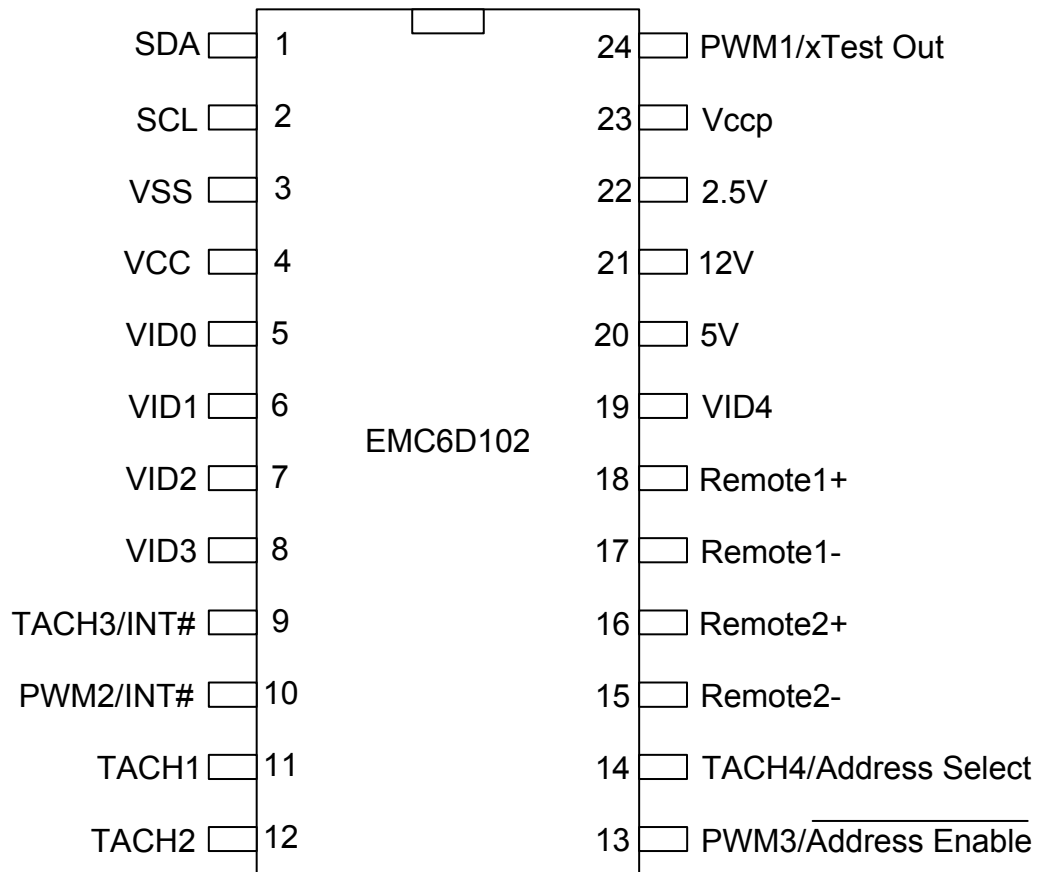 SDA 1 24 PWM1/xTest Out
SCL 2 23 Vccp
VSS 3 22 2.5V
VCC 4 21 12V
VID0 5 20 5V
VID1 6 19 VID4
EMC6D102
VID2 7 18 Remote1+
VID3 8 17 Remote1-
TACH3/INT# 9 16 Remote2+
PWM2/INT# 10 15 Remote2-
TACH1 11 14 TACH4/Address Select
TACH2 12 13 PWM3/Address Enable